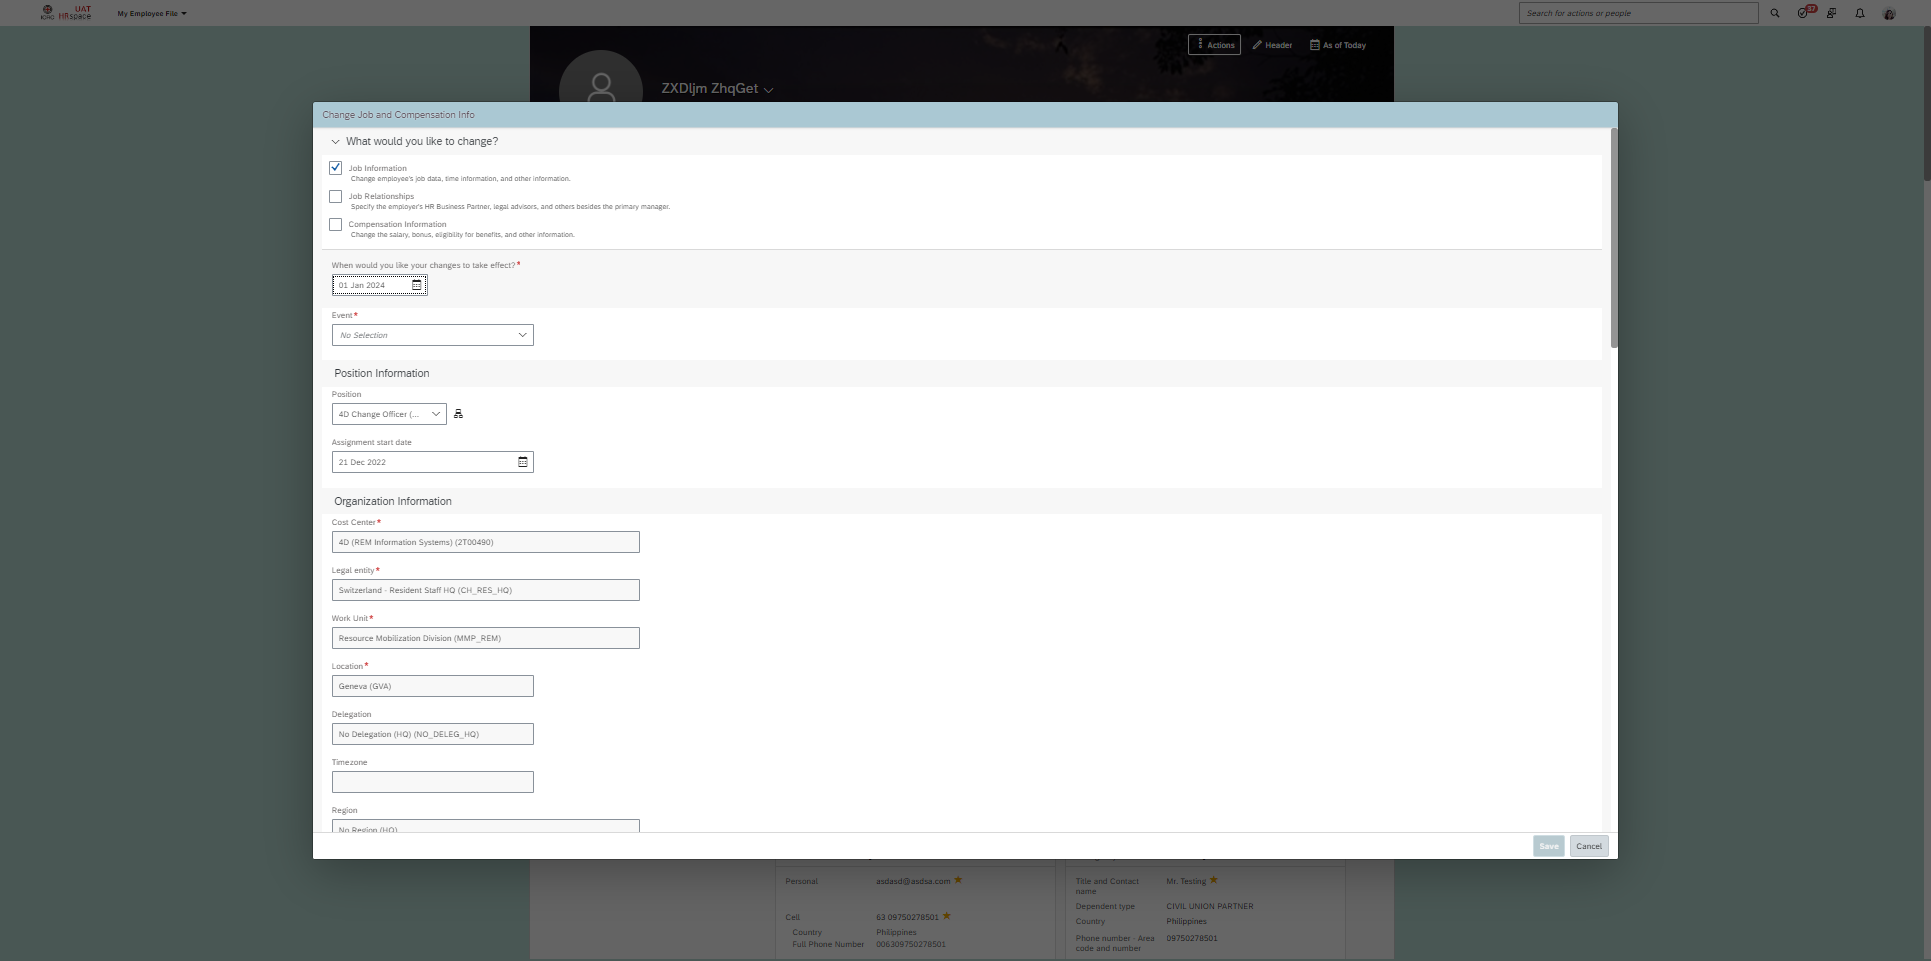 ICRC
UAT
HRspace
My Employee File
Search for actions or people
37
Actions
Header
As of Today
ZXDljm ZhqGet
Change Job and Compensation Info
What would you like to change?
Job Information
Change employee's job data, time information, and other information.
Job Relationships
Specify the employer's HR Business Partner, legal advisors, and others besides the primary manager.
Compensation Information
Change the salary, bonus, eligibility for benefits, and other information.
When would you like your changes to take effect?*
01 Jan 2024
Event*
No Selection
Position Information
Position
4D Change Officer (...
Assignment start date
21 Dec 2022
Organization Information
Cost Center*
4D (REM Information Systems) (2T00490)
Legal entity*
Switzerland - Resident Staff HQ (CH_RES_HQ)
Work Unit*
Resource Mobilization Division (MMP_REM)
Location*
Geneva (GVA)
Delegation
No Delegation (HQ) (NO_DELEG_HQ)
Timezone
Region
No Region (HQ)
Save
Cancel
Personal
asdasd@asdsa.com
Cell
63 09750278501
Country
Philippines
Full Phone Number
006309750278501
Title and Contact
name
Mr. Testing
Dependent type
CIVIL UNION PARTNER
Country
Philippines
Phone number - Area
code and number
09750278501